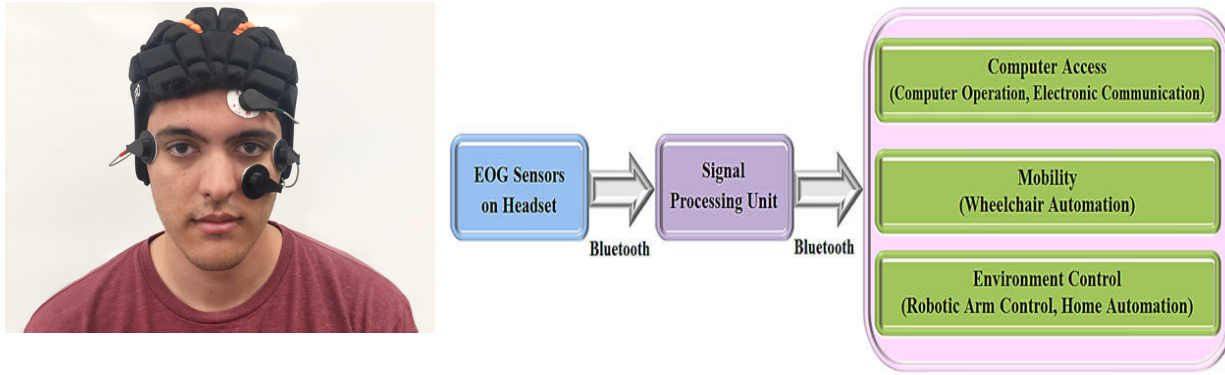 EOG Sensors
on Headset
Bluetooth
Signal
Processing Unit
Bluetooth
Computer Access
(Computer Operation, Electronic Communication)
Mobility
(Wheelchair Automation)
Environment Control
(Robotic Arm Control, Home Automation)